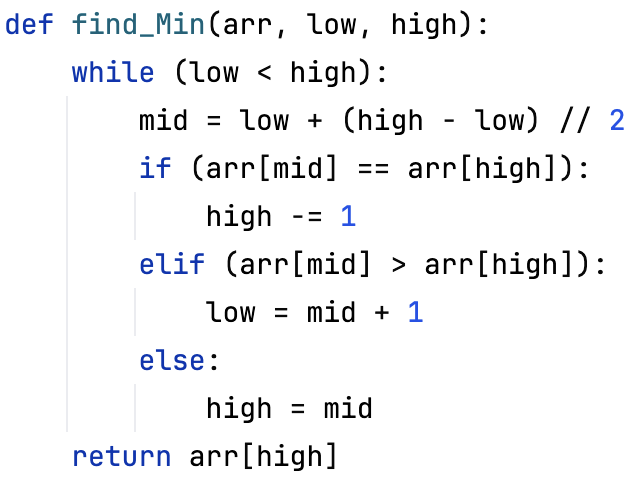 def find_Min(arr, low, high):
    while (low < high):
        mid = low + (high - low) // 2
        if (arr[mid] == arr[high]):
            high -= 1
        elif (arr[mid] > arr[high]):
            low = mid + 1
        else:
            high = mid
    return arr[high]